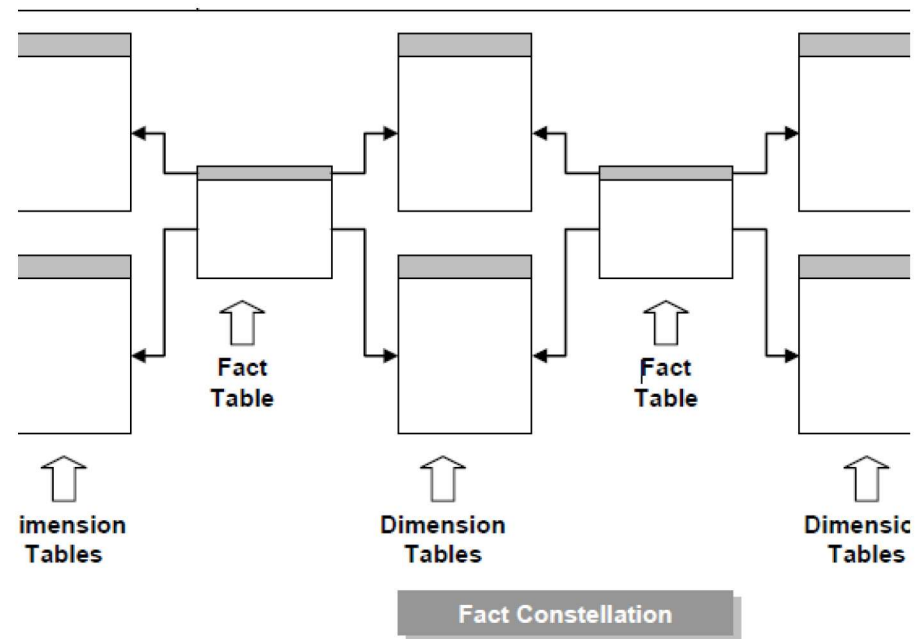 Fact
Table
Fact
Table
imension
Tables
Dimension
Tables
Dimensic
Tables
Fact Constellation